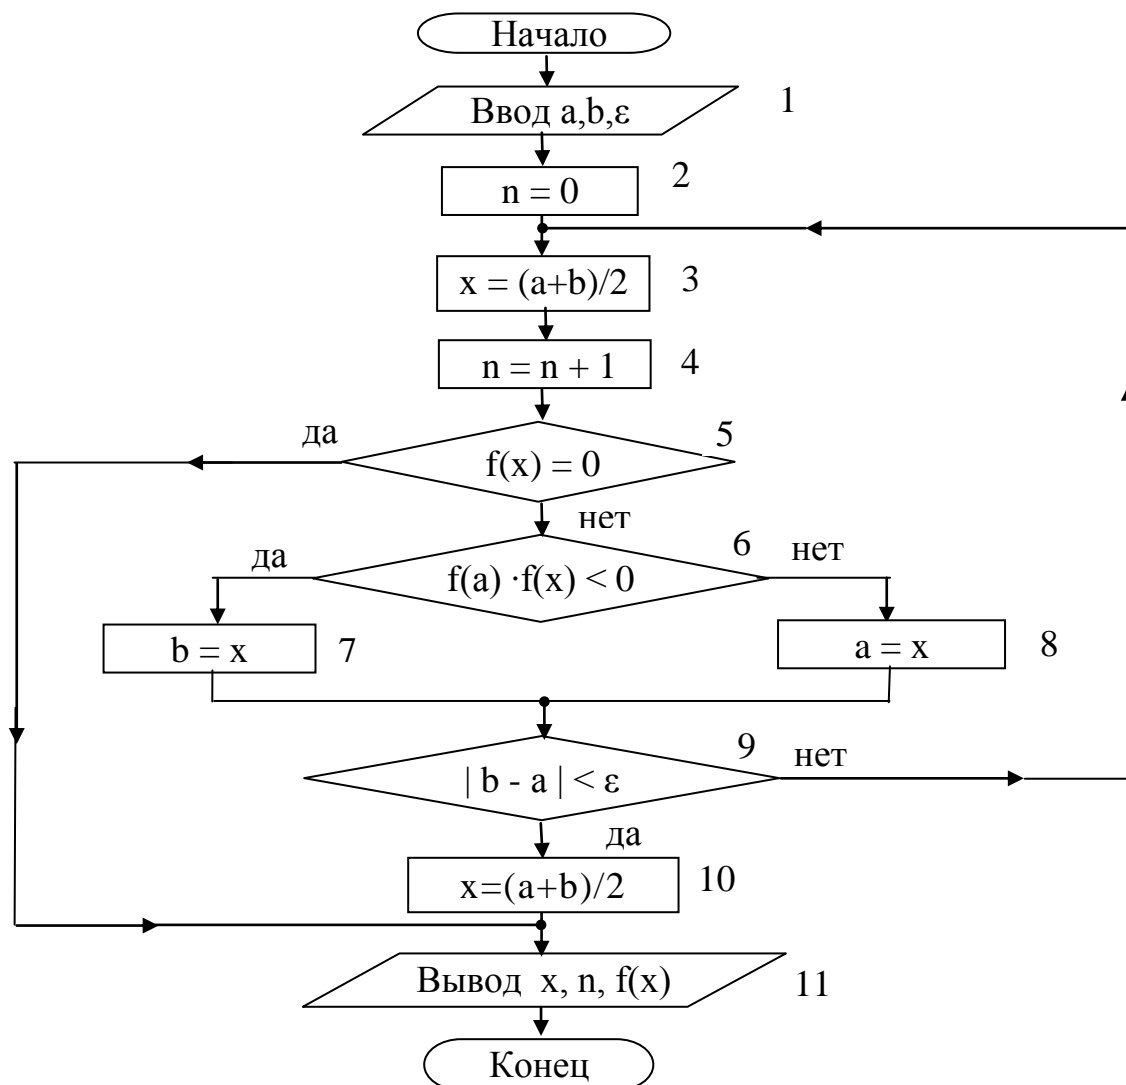 Начало
Ввод a,b,ε 1
n = 0 2
x = (a+b)/2 3
n = n + 1 4
да f(x) = 0 5
нет
да f(a) ·f(x) < 0 6 нет
b = x 7 a = x 8
| b - a | < ε 9 нет
да
x=(a+b)/2 10
Вывод x, n, f(x) 11
Конец